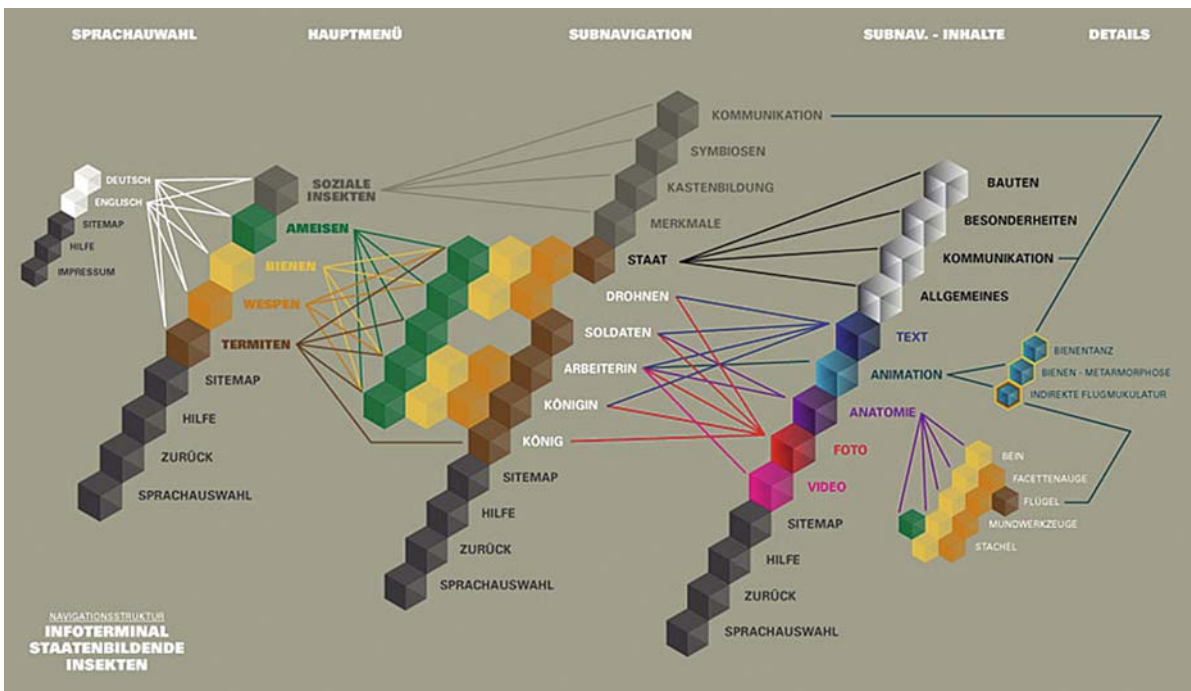 SPRACHAUWAHL
HAUPTMENÜ
SUBNAVIGATION
SUBNAV. - INHALTE
DETAILS
DEUTSCH
ENGLISCH
SITEMAP
HILFE
IMPRESSUM
SOZIALE
INSEKTEN
AMEISEN
BIENEN
WESPEN
TERMITEN
SITEMAP
HILFE
ZURÜCK
SPRACHAUSWAHL
KOMMUNIKATION
SYMBIOSEN
KASTENBILDUNG
MERKMALE
STAAT
DROHNEN
SOLDATEN
ARBEITERIN
KÖNIGIN
KÖNIG
SITEMAP
HILFE
ZURÜCK
SPRACHAUSWAHL
BAUTEN
BESONDERHEITEN
KOMMUNIKATION
ALLGEMEINES
TEXT
ANIMATION
ANATOMIE
FOTO
VIDEO
SITEMAP
HILFE
ZURÜCK
SPRACHAUSWAHL
BIENENTANZ
BIENEN - METARMORPHOSE
INDIREKTE FLUGMUKULATUR
BEIN
FACETTENAUGE
FLÜGEL
MUNDWERKZEUGE
STACHEL
NAVIGATIONSSTRUKTUR
INFOTERMINAL
STAATENBILDENDE
INSEKTEN